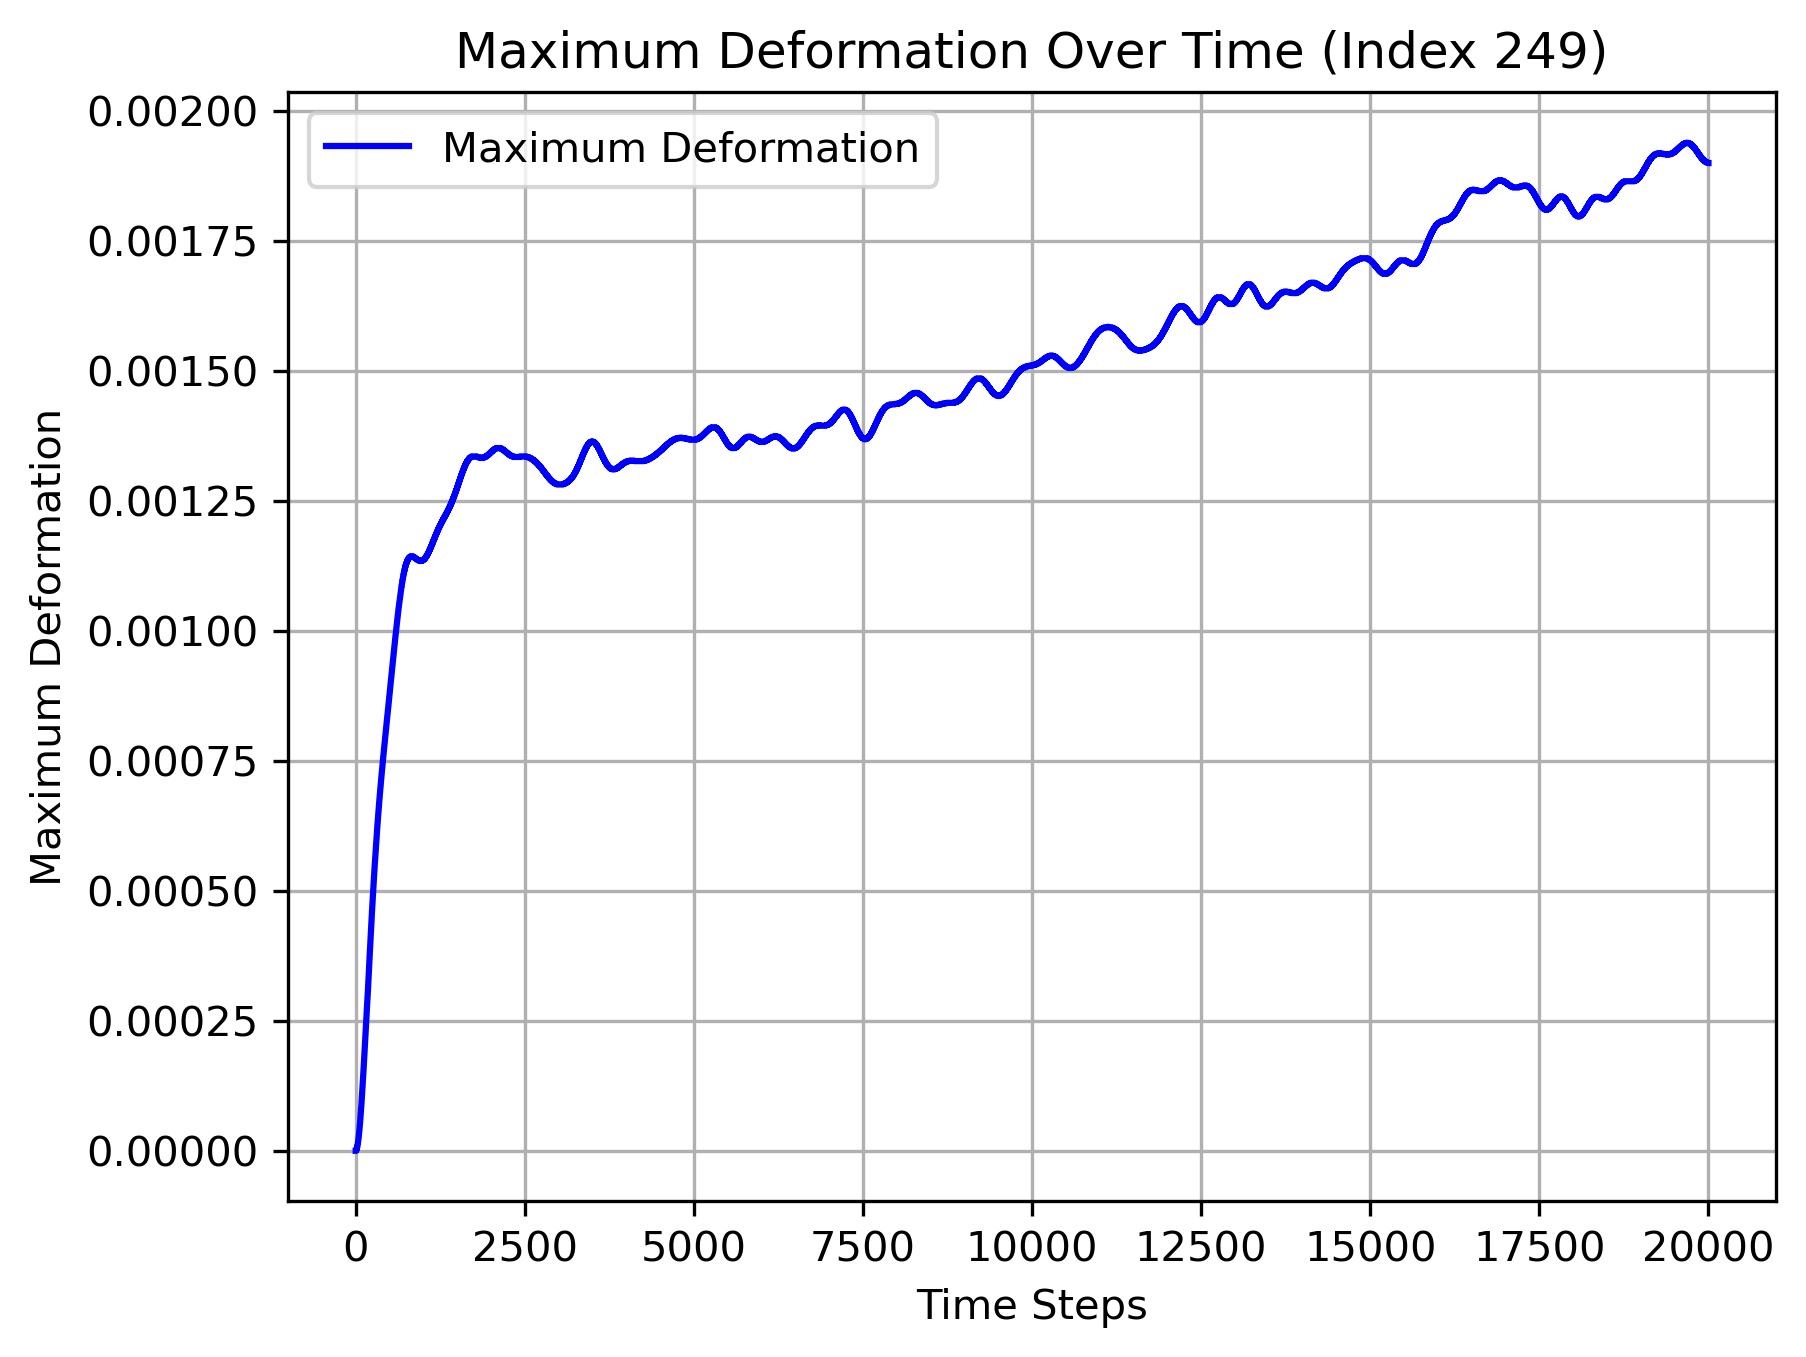 Maximum Deformation Over Time (Index 249)
Maximum Deformation
0.00200
0.00175
0.00150
0.00125
0.00100
0.00075
0.00050
0.00025
0.00000
Maximum Deformation
0 2500 5000 7500 10000 12500 15000 17500 20000
Time Steps